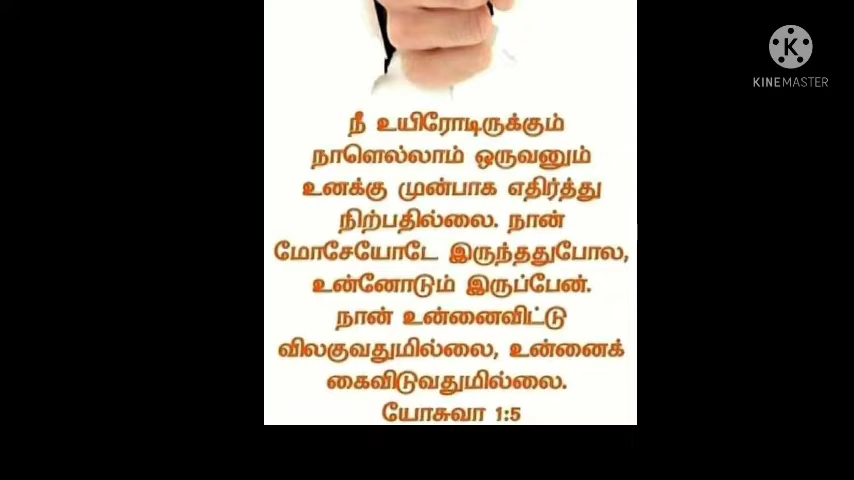 K
KINEMASTER
நீ உயிரோடிருக்கும்
நாளெல்லாம் ஒருவனும்
உனக்கு முன்பாக எதிர்த்து
நிற்பதில்லை. நான்
மோசேயோடே இருந்ததுபோல,
உன்னோடும் இருப்பேன்.
நான் உன்னைவிட்டு
விலகுவதுமில்லை, உன்னைக்
கைவிடுவதுமில்லை.
யோசுவா 1:5